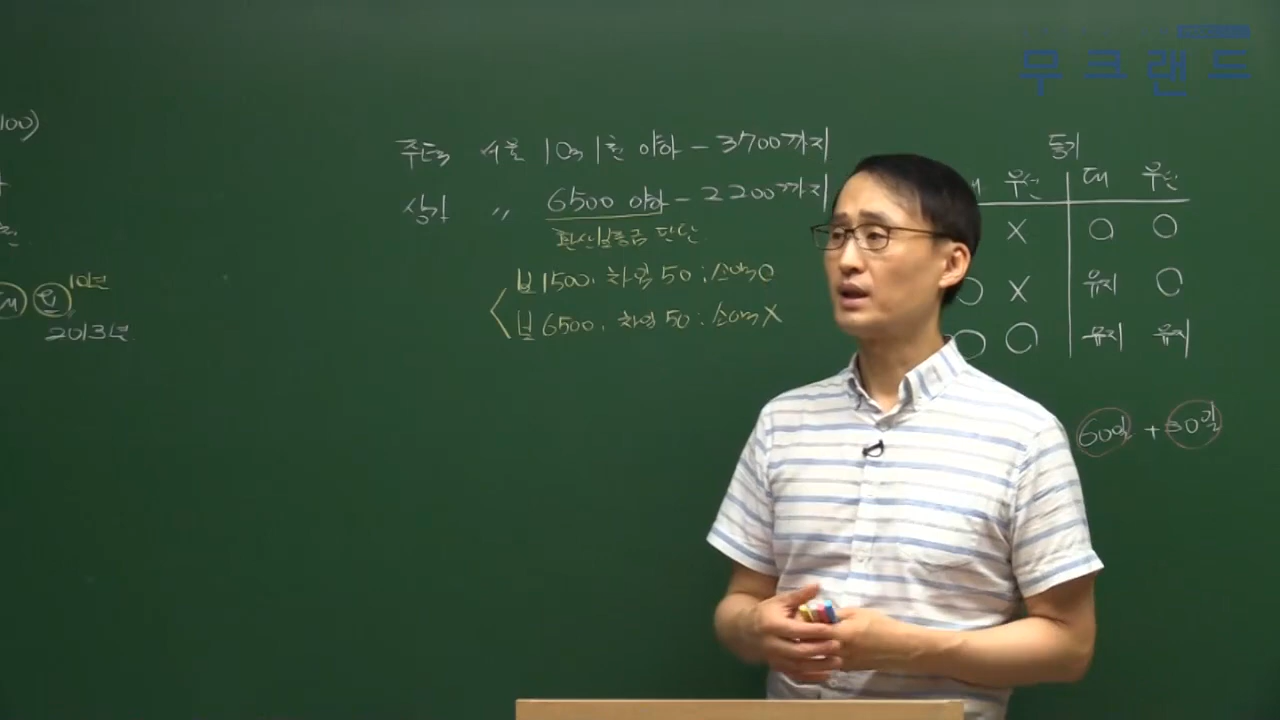 무크랜드
100)
주택 서울 1억1천 이하 - 3700까지
상가 〃 6500 이하 - 2200까지
환산보증금 판단
보 1500, 차임 50 : 소액O
보 6500, 차임 50 : 소액X
10년
2013년
등기
우선 대 우선
X O O
O X 유지 O
O O 유지 유지
60일 + 30일